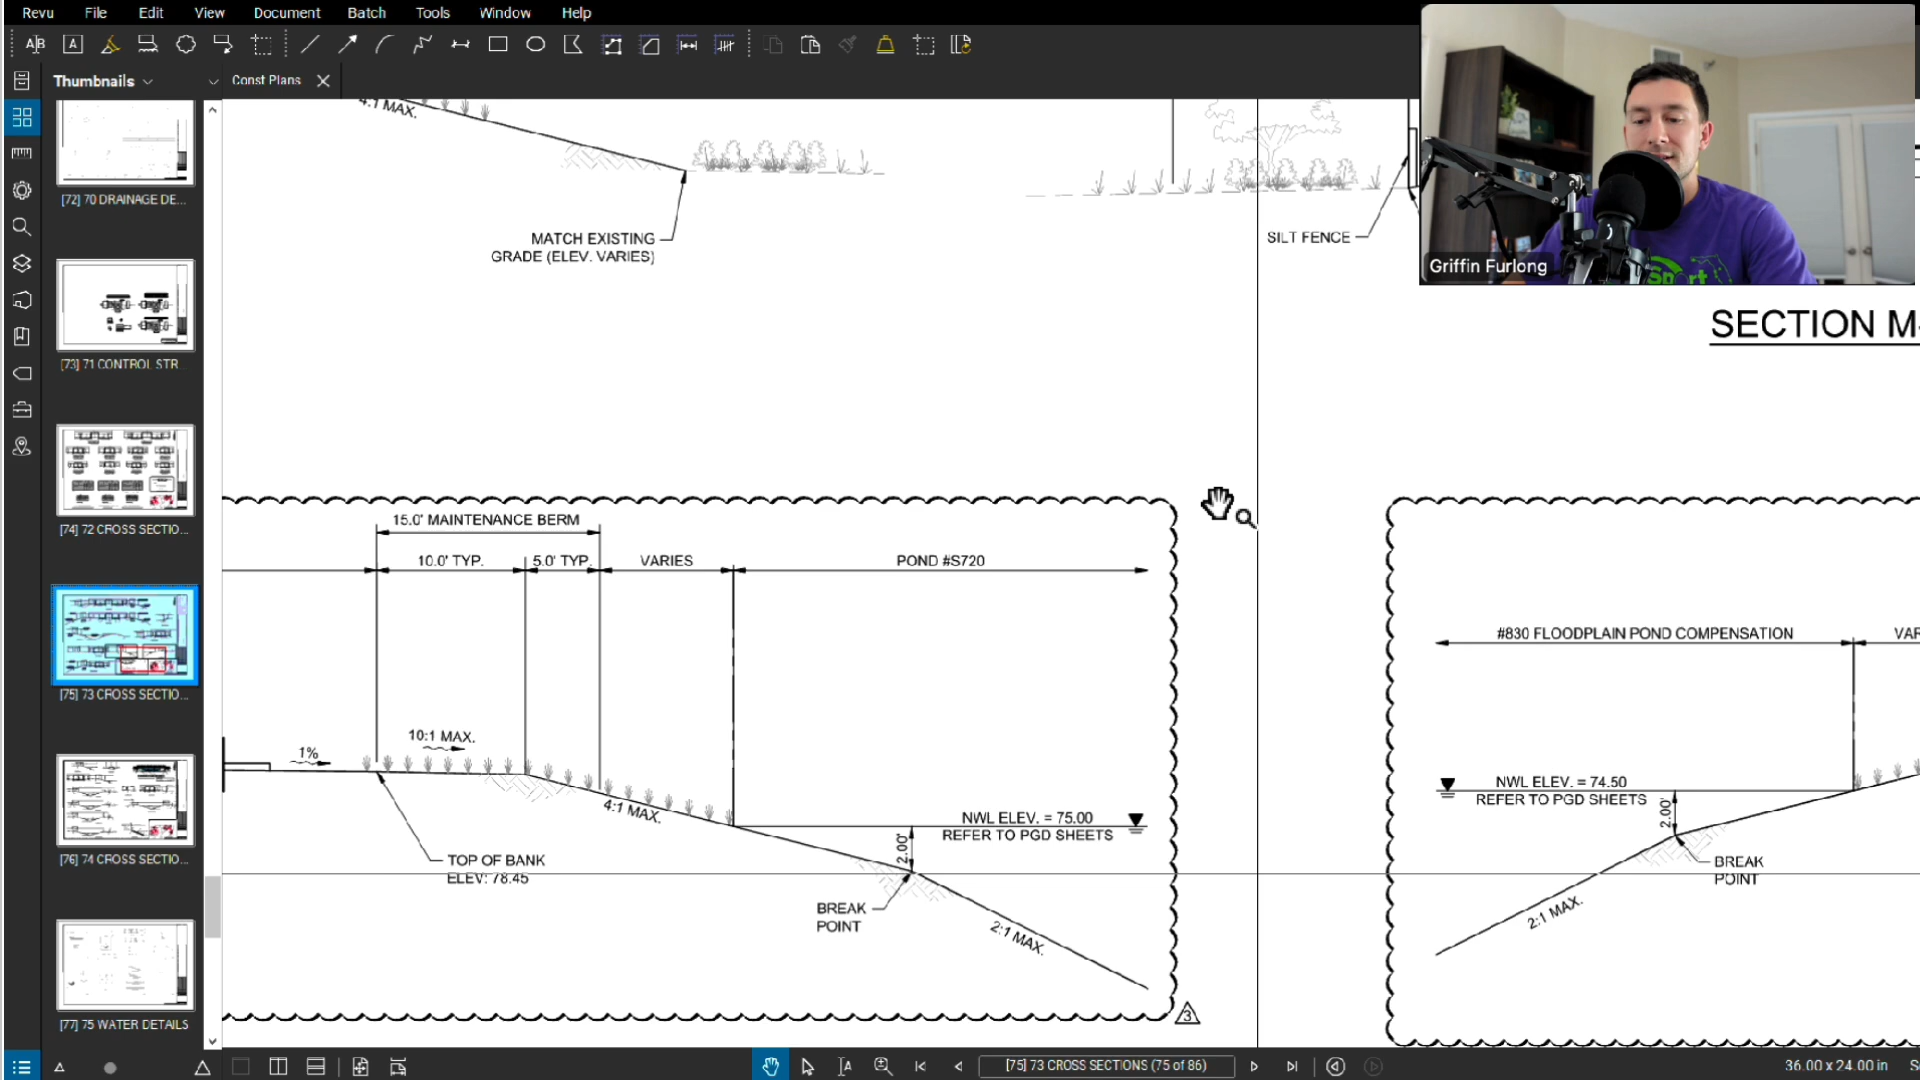 Revu File Edit View Document Batch Tools Window Help
Thumbnails
Const Plans
[72] 70 DRAINAGE DE...
[73] 71 CONTROL STR...
[74] 72 CROSS SECTIO...
[75] 73 CROSS SECTIO...
[76] 74 CROSS SECTIO...
[77] 75 WATER DETAILS
4:1 MAX.
MATCH EXISTING
GRADE (ELEV. VARIES)
SILT FENCE
Griffin Furlong
SECTION M
15.0' MAINTENANCE BERM
10.0' TYP.
5.0' TYP.
VARIES
POND #S720
1%
10:1 MAX.
4:1 MAX.
TOP OF BANK
ELEV: 78.45
NWL ELEV. = 75.00
REFER TO PGD SHEETS
2.00'
BREAK
POINT
2:1 MAX.
3
#830 FLOODPLAIN POND COMPENSATION
VAR
NWL ELEV. = 74.50
REFER TO PGD SHEETS
2.00'
BREAK
POINT
2:1 MAX.
[75] 73 CROSS SECTIONS (75 of 86)
36.00 x 24.00 in